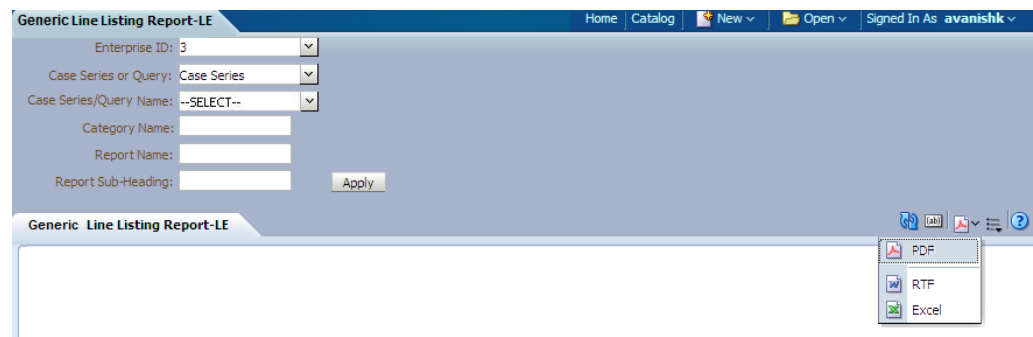 Generic Line Listing Report-LE Home Catalog New Open Signed In As avanishk
Enterprise ID: 3
Case Series or Query: Case Series
Case Series/Query Name: --SELECT--
Category Name:
Report Name:
Report Sub-Heading: Apply
Generic Line Listing Report-LE [ab]
PDF
RTF
Excel